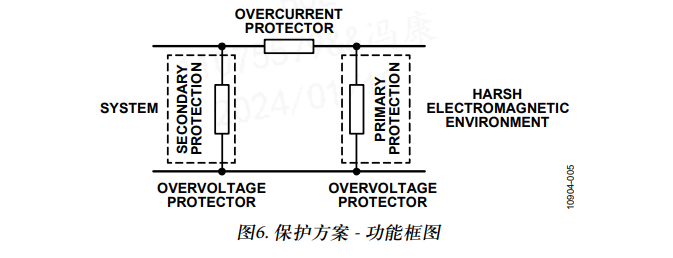 OVERCURRENT
PROTECTOR
SYSTEM
SECONDARY
PROTECTION
PRIMARY
PROTECTION
HARSH
ELECTROMAGNETIC
ENVIRONMENT
OVERVOLTAGE
PROTECTOR
OVERVOLTAGE
PROTECTOR
10904-005
图6. 保护方案 - 功能框图